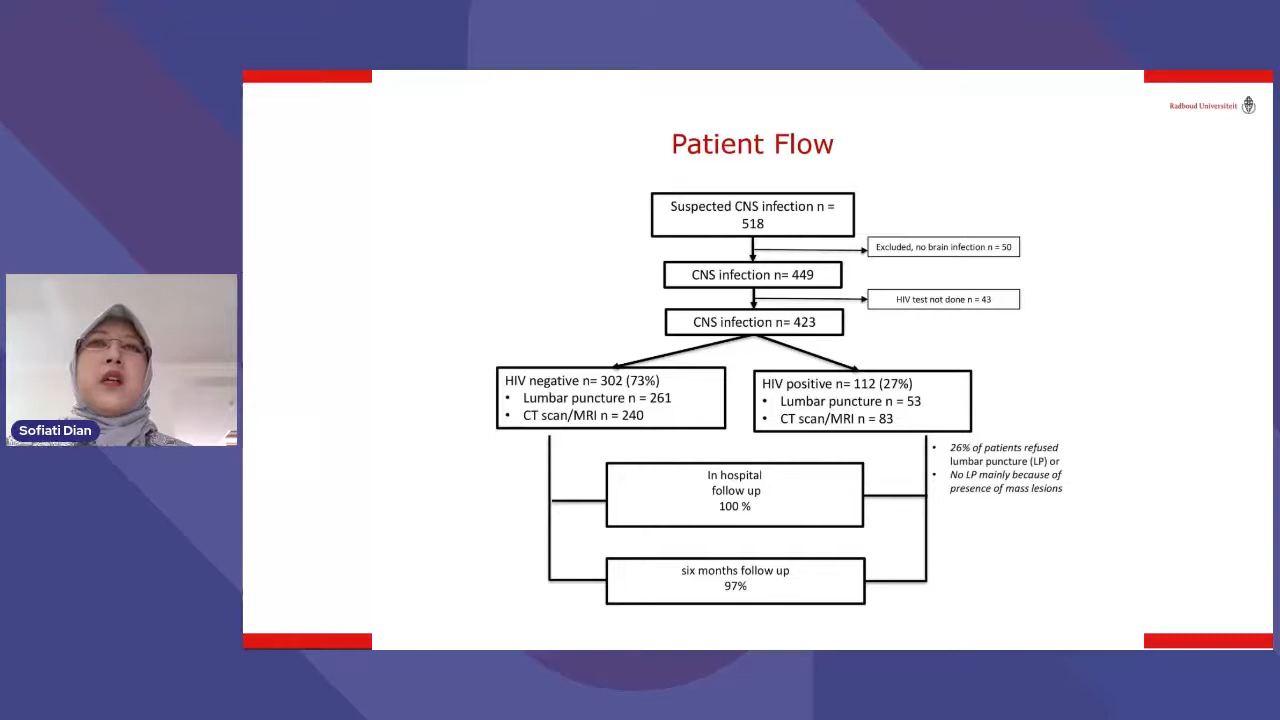 Radboud Universiteit
Patient Flow
Suspected CNS infection n =
518
Excluded, no brain infection n = 50
CNS infection n= 449
HIV test not done n = 43
CNS infection n= 423
HIV negative n= 302 (73%)
• Lumbar puncture n = 261
• CT scan/MRI n = 240
HIV positive n= 112 (27%)
• Lumbar puncture n = 53
• CT scan/MRI n = 83
• 26% of patients refused
lumbar puncture (LP) or
• No LP mainly because of
presence of mass lesions
In hospital
follow up
100 %
six months follow up
97%
Sofiati Dian